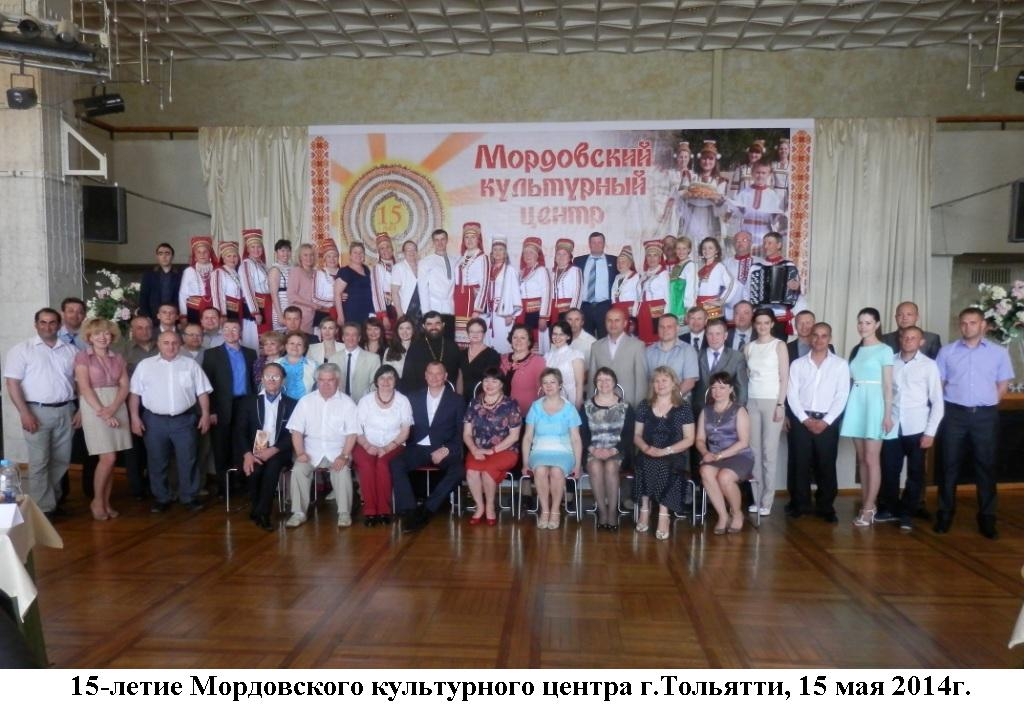 Мордовский
культурный
центр
15
15-летие Мордовского культурного центра г.Тольятти, 15 мая 2014г.